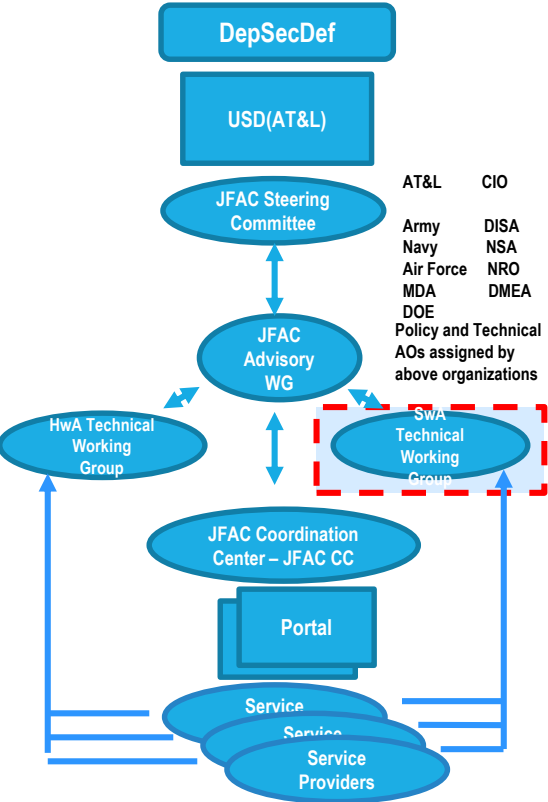 DepSecDef
USD(AT&L)
JFAC Steering
Committee
AT&L CIO
Army DISA
Navy NSA
Air Force NRO
MDA DMEA
DOE
Policy and Technical
AOs assigned by
above organizations
JFAC
Advisory
WG
HwA Technical
Working
Group
SwA
Technical
Working
Group
JFAC Coordination
Center – JFAC CC
Portal
Service
Service
Service
Providers